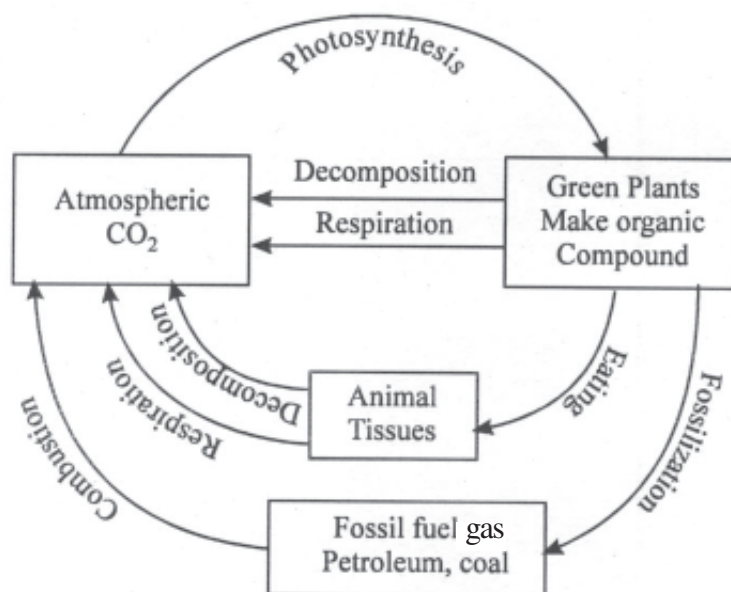 Photosynthesis
Atmospheric
CO₂
Decomposition
Respiration
Green Plants
Make organic
Compound
Decomposition
Respiration
Combustion
Animal
Tissues
Eating
Fossilization
Fossil fuel gas
Petroleum, coal